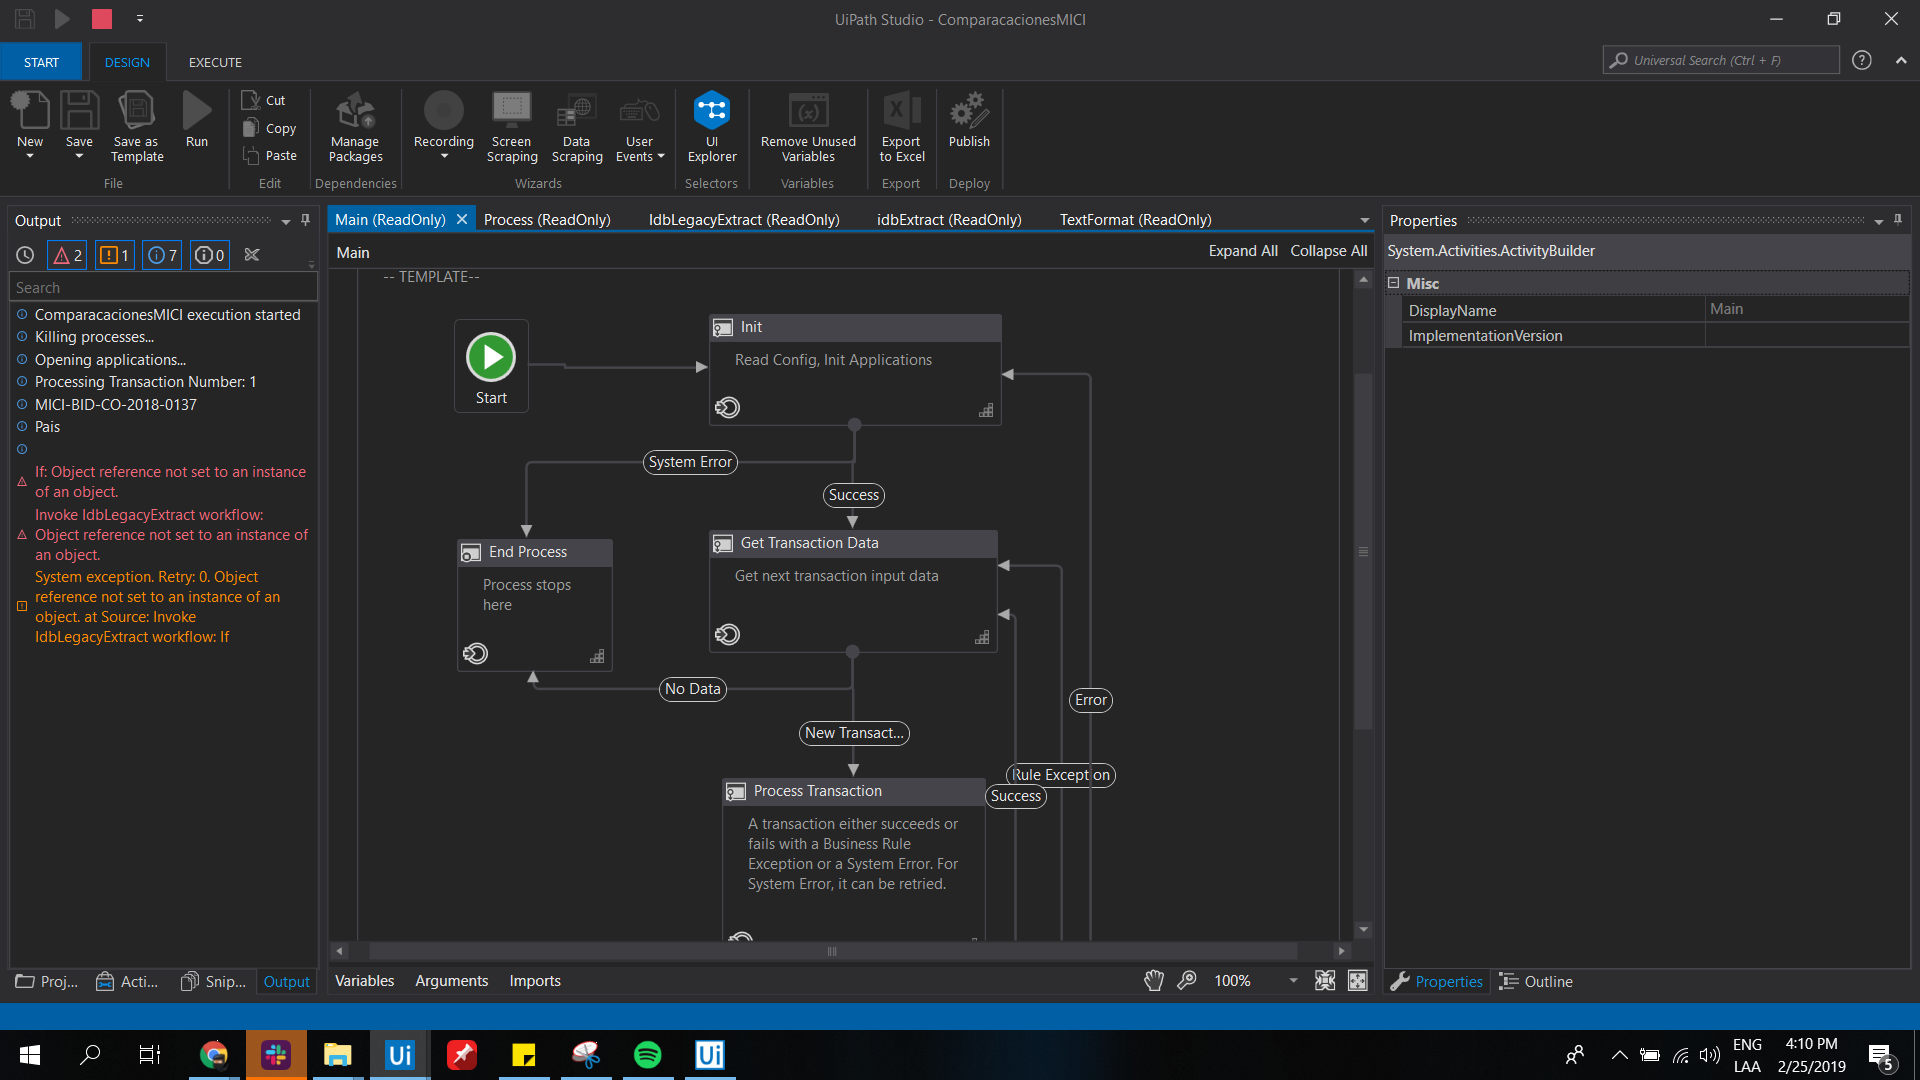 UiPath Studio - ComparacacionesMICI
START
DESIGN
EXECUTE
Universal Search (Ctrl + F)
New
Save
Save as
Template
Run
Cut
Copy
Paste
Manage
Packages
Recording
Screen
Scraping
Data
Scraping
User
Events
UI
Explorer
Remove Unused
Variables
Export
to Excel
Publish
File
Edit
Dependencies
Wizards
Selectors
Variables
Export
Deploy
Output
2
1
7
0
Search
ComparacacionesMICI execution started
Killing processes...
Opening applications...
Processing Transaction Number: 1
MICI-BID-CO-2018-0137
Pais
If: Object reference not set to an instance
of an object.
Invoke IdbLegacyExtract workflow:
Object reference not set to an instance of
an object.
System exception. Retry: 0. Object
reference not set to an instance of an
object. at Source: Invoke
IdbLegacyExtract workflow: If
Proj...
Acti...
Snip...
Output
Main (ReadOnly)
Process (ReadOnly)
IdbLegacyExtract (ReadOnly)
idbExtract (ReadOnly)
TextFormat (ReadOnly)
Main
Expand All
Collapse All
-- TEMPLATE--
Start
Init
Read Config, Init Applications
System Error
Success
End Process
Process stops
here
Get Transaction Data
Get next transaction input data
No Data
New Transact...
Error
Rule Exception
Success
Process Transaction
A transaction either succeeds or
fails with a Business Rule
Exception or a System Error. For
System Error, it can be retried.
Variables
Arguments
Imports
100%
Properties
System.Activities.ActivityBuilder
Misc
DisplayName
Main
ImplementationVersion
Properties
Outline
Ui
Ui
ENG
LAA
4:10 PM
2/25/2019
5